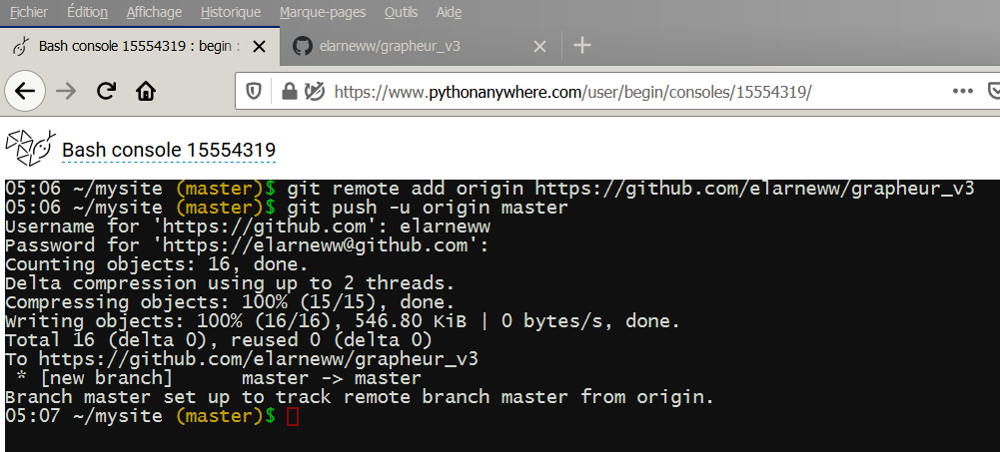 Fichier Édition Affichage Historique Marque-pages Outils Aide
Bash console 15554319 : begin : elarneww/grapheur_v3
https://www.pythonanywhere.com/user/begin/consoles/15554319/
Bash console 15554319
05:06 ~/mysite (master)$ git remote add origin https://github.com/elarneww/grapheur_v3
05:06 ~/mysite (master)$ git push -u origin master
Username for 'https://github.com': elarneww
Password for 'https://elarneww@github.com':
Counting objects: 16, done.
Delta compression using up to 2 threads.
Compressing objects: 100% (15/15), done.
Writing objects: 100% (16/16), 546.80 KiB | 0 bytes/s, done.
Total 16 (delta 0), reused 0 (delta 0)
To https://github.com/elarneww/grapheur_v3
 * [new branch]      master -> master
Branch master set up to track remote branch master from origin.
05:07 ~/mysite (master)$